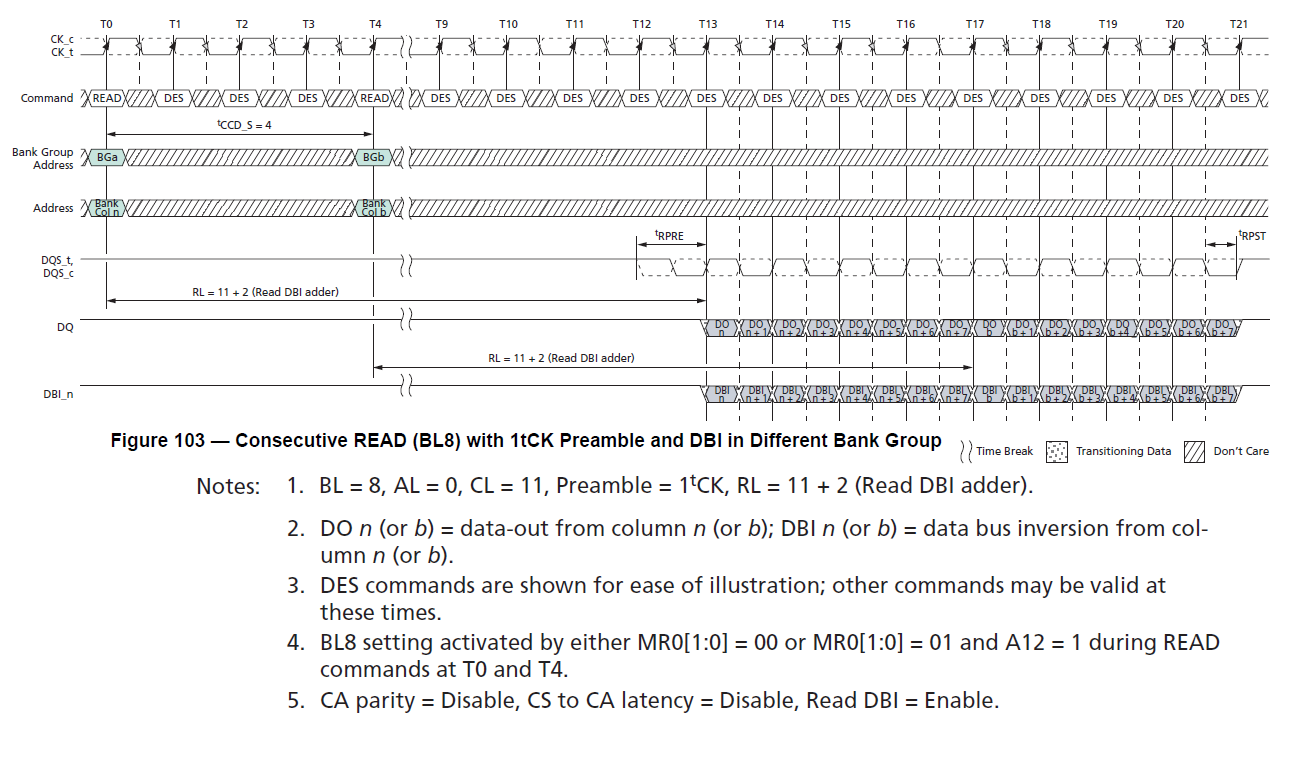 T0 T1 T2 T3 T4 T9 T10 T11 T12 T13 T14 T15 T16 T17 T18 T19 T20 T21
CK_c
CK_t
Command READ DES DES DES READ DES DES DES DES DES DES DES DES DES DES DES DES DES
tCCD_S = 4
Bank Group
Address
BGa BGb
Address
Bank
Col n
Bank
Col b
tRPRE tRPST
DQS_t,
DQS_c
RL = 11 + 2 (Read DBI adder)
DQ
DO DO DO DO DO DO DO DO DO DO DO DO DO DO DO DO
n n + 1 n + 2 n + 3 n + 4 n + 5 n + 6 n + 7 b b + 1 b + 2 b + 3 b +4 b + 5 b + 6 b + 7
RL = 11 + 2 (Read DBI adder)
DBI_n
DBI DBI DBI DBI DBI DBI DBI DBI DBI DBI DBI DBI DBI DBI DBI DBI
n n + 1 n + 2 n + 3 n + 4 n + 5 n + 6 n + 7 b b + 1 b + 2 b + 3 b + 4 b + 5 b + 6 b + 7
Figure 103 — Consecutive READ (BL8) with 1tCK Preamble and DBI in Different Bank Group
Time Break Transitioning Data Don't Care
Notes: 1. BL = 8, AL = 0, CL = 11, Preamble = 1tCK, RL = 11 + 2 (Read DBI adder).
2. DO n (or b) = data-out from column n (or b); DBI n (or b) = data bus inversion from col-
umn n (or b).
3. DES commands are shown for ease of illustration; other commands may be valid at
these times.
4. BL8 setting activated by either MR0[1:0] = 00 or MR0[1:0] = 01 and A12 = 1 during READ
commands at T0 and T4.
5. CA parity = Disable, CS to CA latency = Disable, Read DBI = Enable.